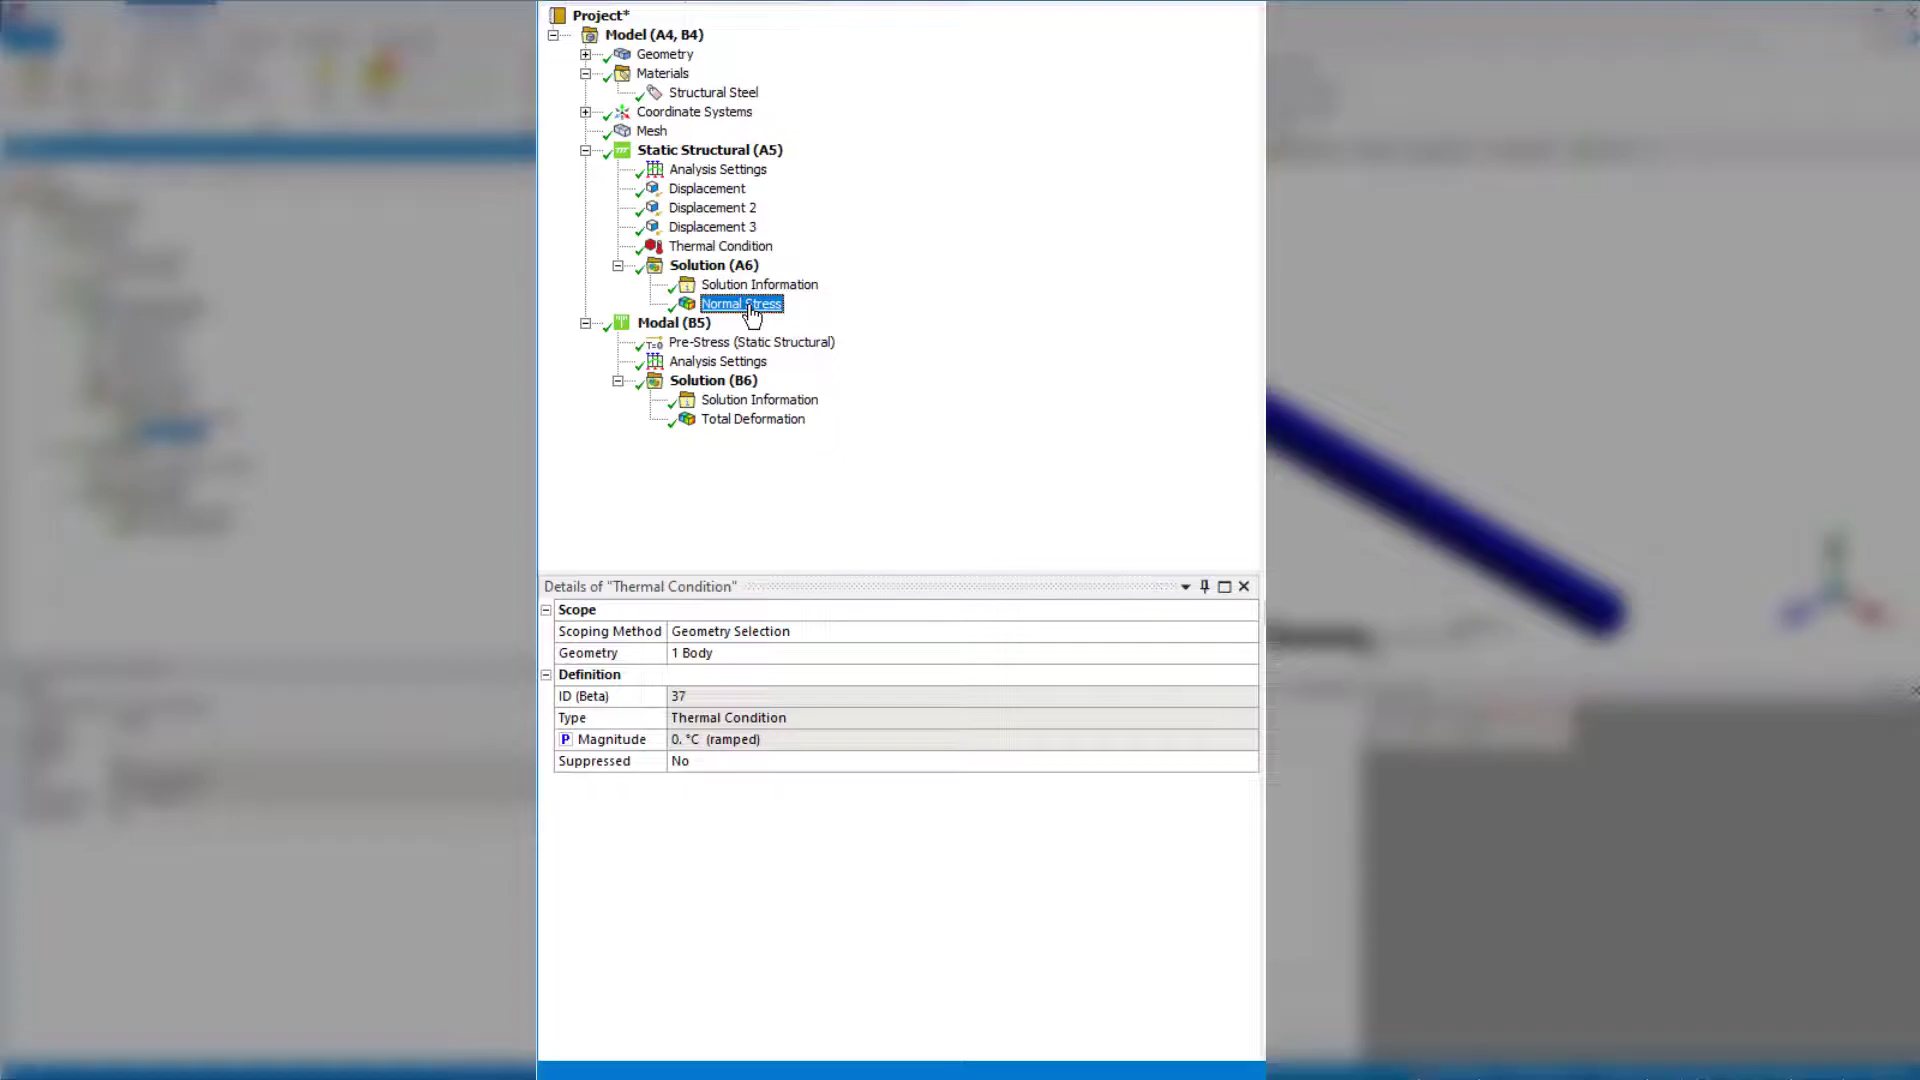 Project*
Model (A4, B4)
Geometry
Materials
Structural Steel
Coordinate Systems
Mesh
Static Structural (A5)
Analysis Settings
Displacement
Displacement 2
Displacement 3
Thermal Condition
Solution (A6)
Solution Information
Normal Stress
Modal (B5)
T=0 Pre-Stress (Static Structural)
Analysis Settings
Solution (B6)
Solution Information
Total Deformation
Details of "Thermal Condition"
Scope
Scoping Method Geometry Selection
Geometry 1 Body
Definition
ID (Beta) 37
Type Thermal Condition
P Magnitude 0. °C (ramped)
Suppressed No